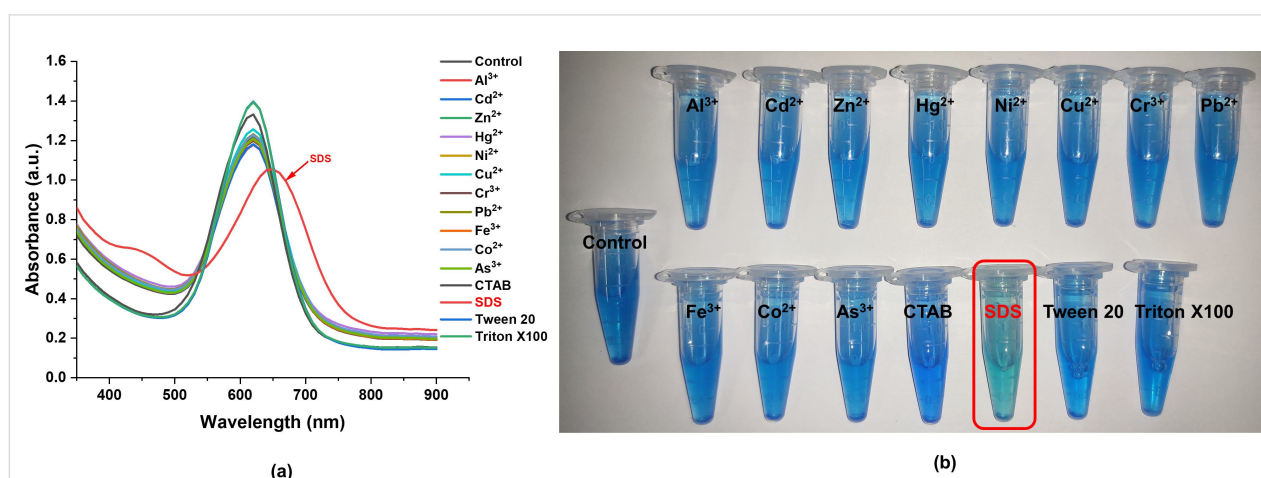 1.6
1.4
1.2
1.0
0.8
0.6
0.4
0.2
0.0
Absorbance (a.u.)
400 500 600 700 800 900
Wavelength (nm)
SDS
Control
Al³⁺
Cd²⁺
Zn²⁺
Hg²⁺
Ni²⁺
Cu²⁺
Cr³⁺
Pb²⁺
Fe³⁺
Co²⁺
As³⁺
CTAB
SDS
Tween 20
Triton X100
(a)
Al³⁺ Cd²⁺ Zn²⁺ Hg²⁺ Ni²⁺ Cu²⁺ Cr³⁺ Pb²⁺
Control
Fe³⁺ Co²⁺ As³⁺ CTAB SDS Tween 20 Triton X100
(b)